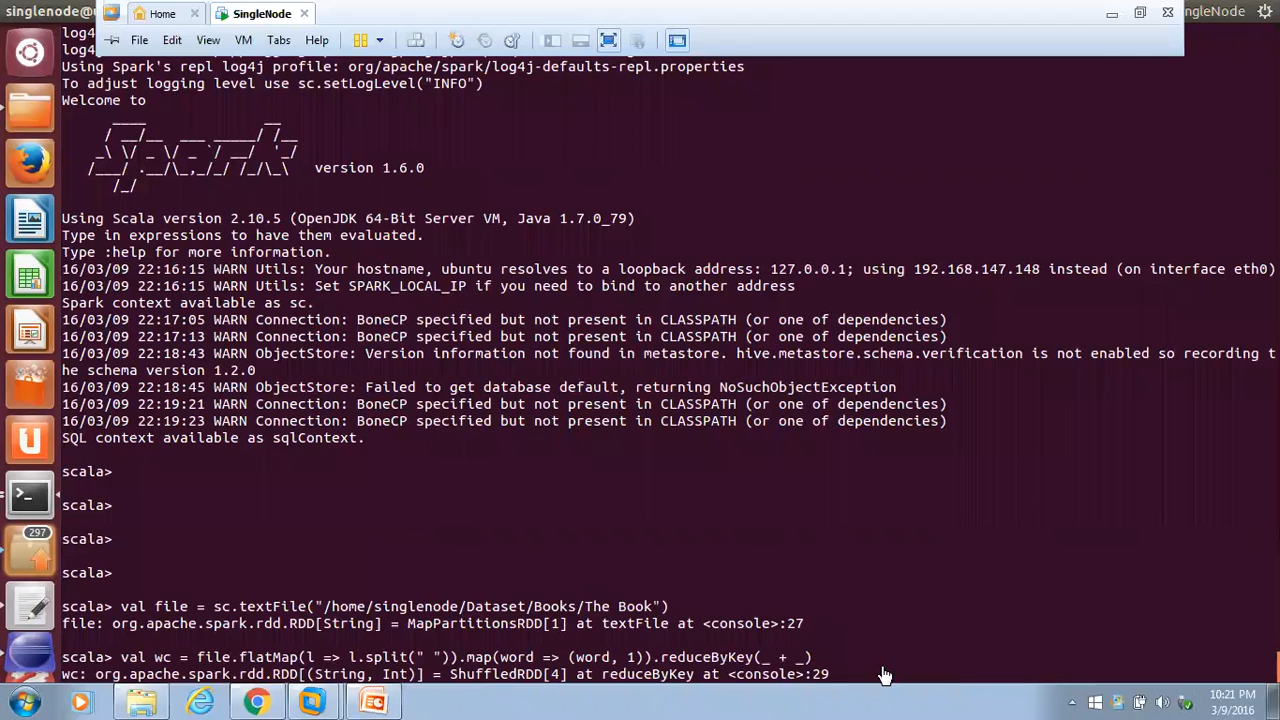 singlenode@
Home
SingleNode
ingleNode
File Edit View VM Tabs Help
log4
log4
Using Spark's repl log4j profile: org/apache/spark/log4j-defaults-repl.properties
To adjust logging level use sc.setLogLevel("INFO")
Welcome to
version 1.6.0
Using Scala version 2.10.5 (OpenJDK 64-Bit Server VM, Java 1.7.0_79)
Type in expressions to have them evaluated.
Type :help for more information.
16/03/09 22:16:15 WARN Utils: Your hostname, ubuntu resolves to a loopback address: 127.0.0.1; using 192.168.147.148 instead (on interface eth0)
16/03/09 22:16:15 WARN Utils: Set SPARK_LOCAL_IP if you need to bind to another address
Spark context available as sc.
16/03/09 22:17:05 WARN Connection: BoneCP specified but not present in CLASSPATH (or one of dependencies)
16/03/09 22:17:13 WARN Connection: BoneCP specified but not present in CLASSPATH (or one of dependencies)
16/03/09 22:18:43 WARN ObjectStore: Version information not found in metastore. hive.metastore.schema.verification is not enabled so recording t
he schema version 1.2.0
16/03/09 22:18:45 WARN ObjectStore: Failed to get database default, returning NoSuchObjectException
16/03/09 22:19:21 WARN Connection: BoneCP specified but not present in CLASSPATH (or one of dependencies)
16/03/09 22:19:23 WARN Connection: BoneCP specified but not present in CLASSPATH (or one of dependencies)
SQL context available as sqlContext.
scala>
scala>
scala>
scala>
scala> val file = sc.textFile("/home/singlenode/Dataset/Books/The Book")
file: org.apache.spark.rdd.RDD[String] = MapPartitionsRDD[1] at textFile at <console>:27
scala> val wc = file.flatMap(l => l.split(" ")).map(word => (word, 1)).reduceByKey(_ + _)
wc: org.apache.spark.rdd.RDD[(String, Int)] = ShuffledRDD[4] at reduceByKey at <console>:29
297
10:21 PM
3/9/2016